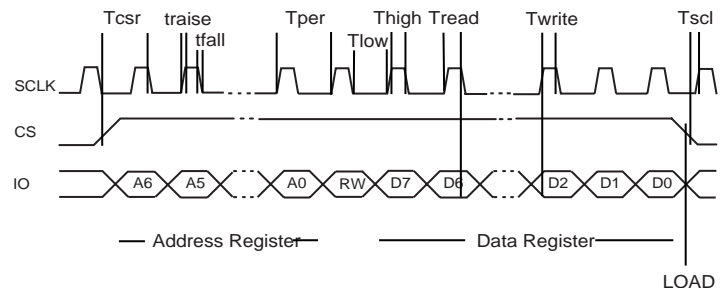 Tcsr traise Tper Thigh Tread Twrite Tscl
tfall Tlow
SCLK
CS
IO A6 A5 A0 RW D7 D6 D2 D1 D0
Address Register Data Register
LOAD